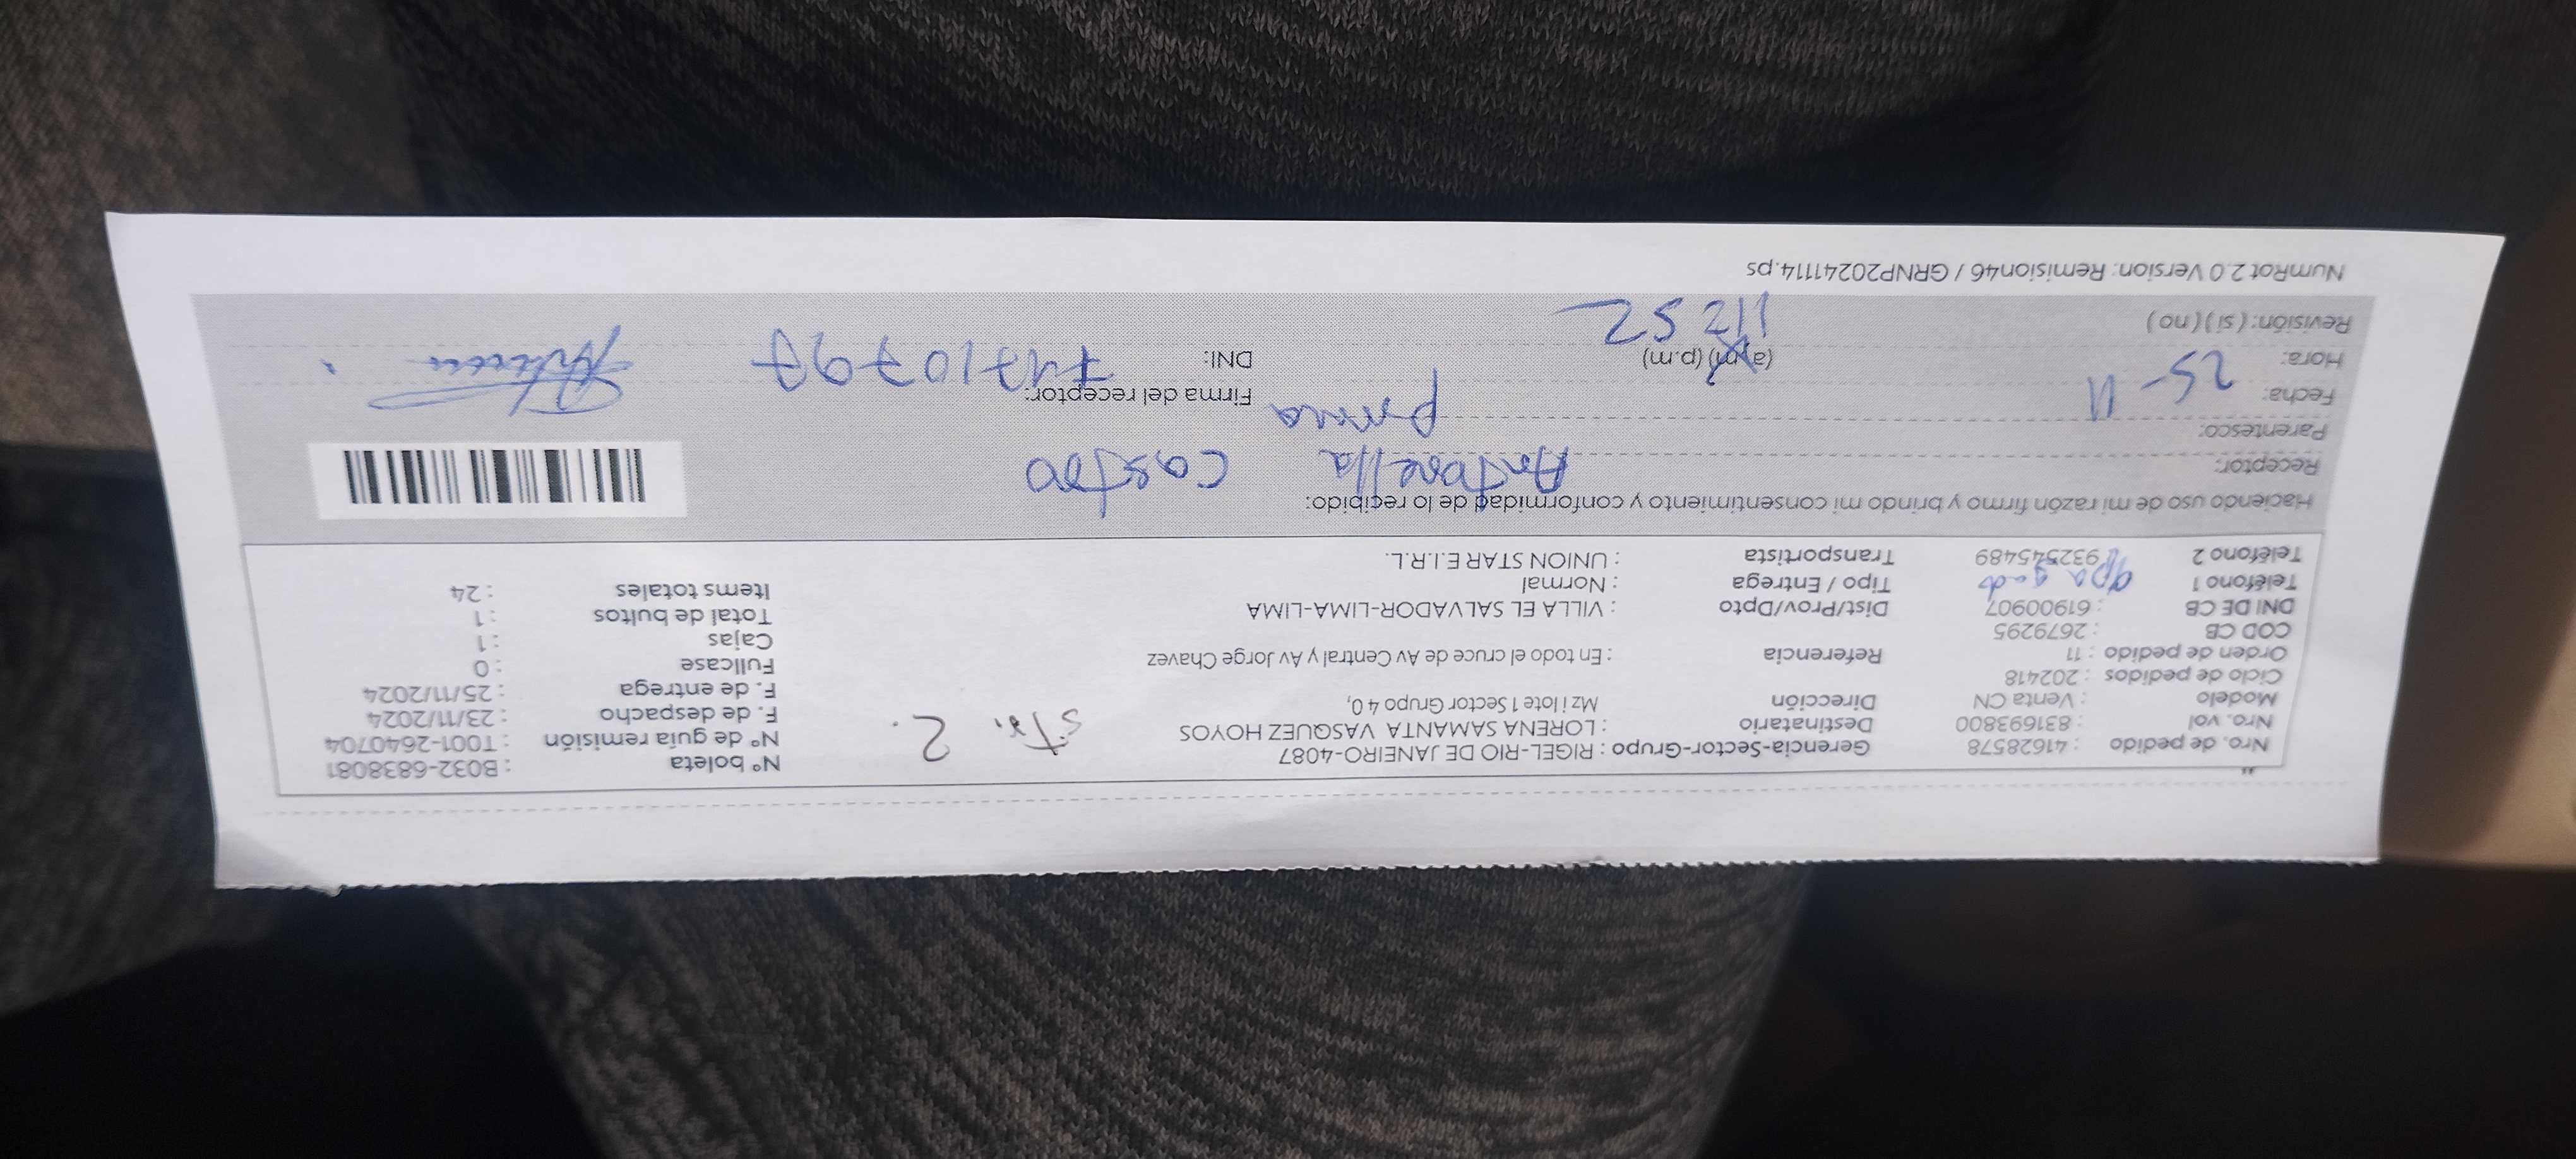 Nro. de pedido : 41628578 Gerencia-Sector-Grupo : RIGEL-RIO DE JANEIRO-4087 N° boleta : B032-6838081
Nro. vol : 831693800 Destinatario : LORENA SAMANTA VASQUEZ HOYOS N° de guía remisión : T001-2640704
Modelo : Venta CN Dirección Mz i lote 1 Sector Grupo 4 0, 2. F. de despacho : 23/11/2024
Ciclo de pedidos : 202418 F. de entrega : 25/11/2024
Orden de pedido : 11 Referencia : En todo el cruce de Av Central y Av Jorge Chavez Fullcase : 0
COD CB : 2679295 Cajas : 1
DNI DE CB : 61900907 Dist/Prov/Dpto : VILLA EL SALVADOR-LIMA-LIMA Total de bultos : 1
Teléfono 1 apagado Tipo / Entrega : Normal Items totales : 24
Teléfono 2 932545489 Transportista : UNION STAR E.I.R.L.
Haciendo uso de mi razón firmo y brindo mi consentimiento y conformidad de lo recibido:
Receptor: Antonella Castro
Parentesco: prima
Fecha: 25-11 Firma del receptor:
Hora: (a.m) (p.m) 12 52 DNI: 71710797
Revisión: ( si ) ( no )
NumRot 2.0 Version: Remision46 / GRNP20241114.ps